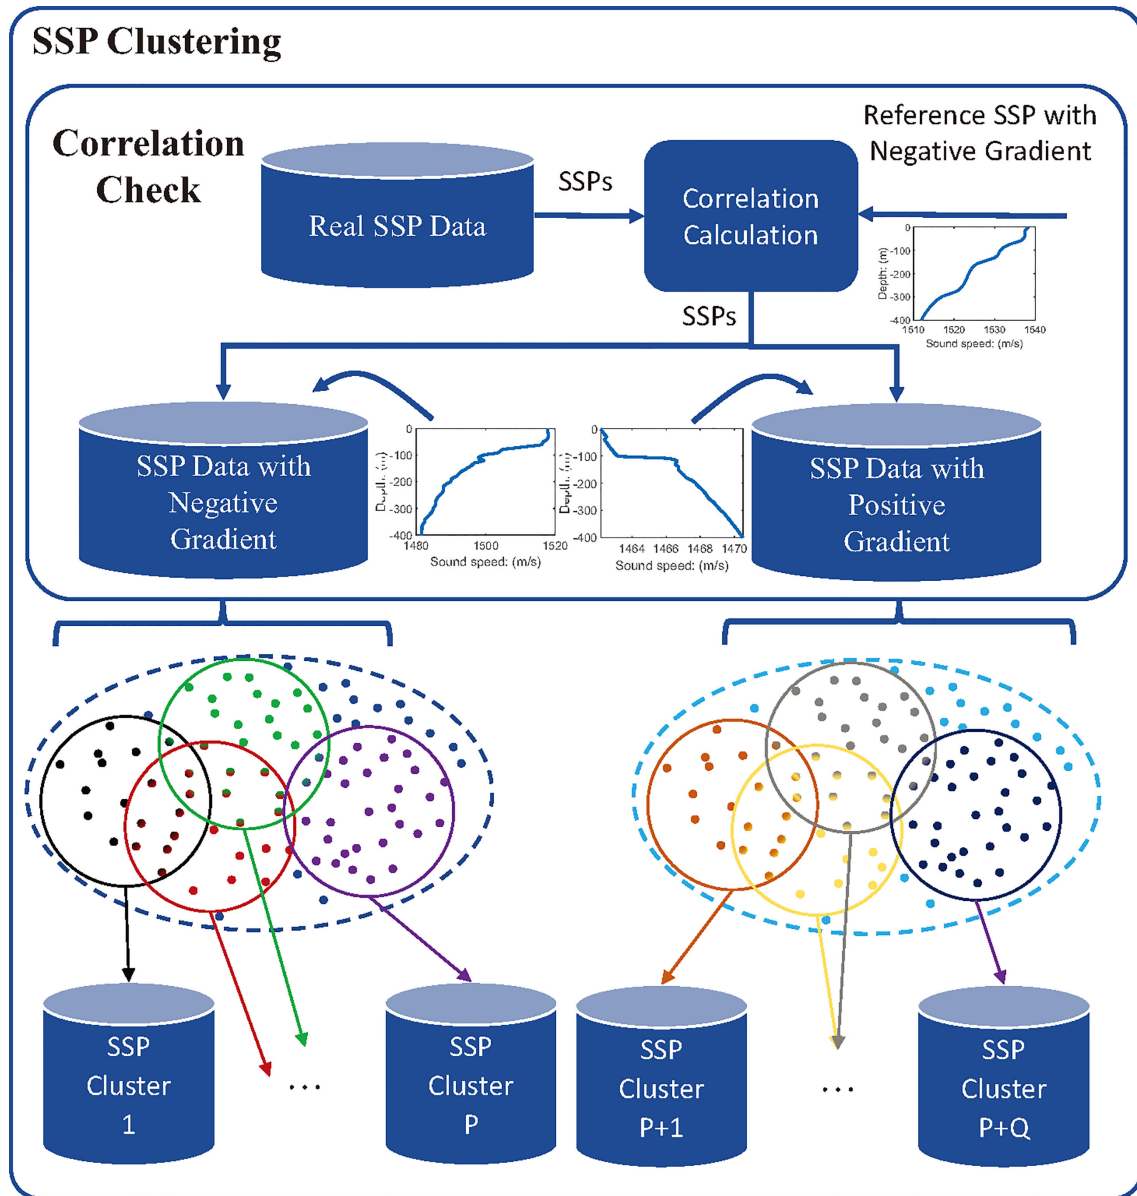 SSP Clustering
Correlation
Check
Real SSP Data
SSPs
Correlation
Calculation
Reference SSP with
Negative Gradient
0
-100
-200
-300
-400
Depth: (m)
1510
1520
1530
1540
Sound speed: (m/s)
SSPs
SSP Data with
Negative
Gradient
0
-100
-200
-300
-400
Depth: (m)
1480
1500
1520
Sound speed: (m/s)
0
-100
-200
-300
-400
Depth: (m)
1464
1466
1468
1470
Sound speed: (m/s)
SSP Data with
Positive
Gradient
SSP
Cluster
1
...
SSP
Cluster
P
SSP
Cluster
P+1
...
SSP
Cluster
P+Q